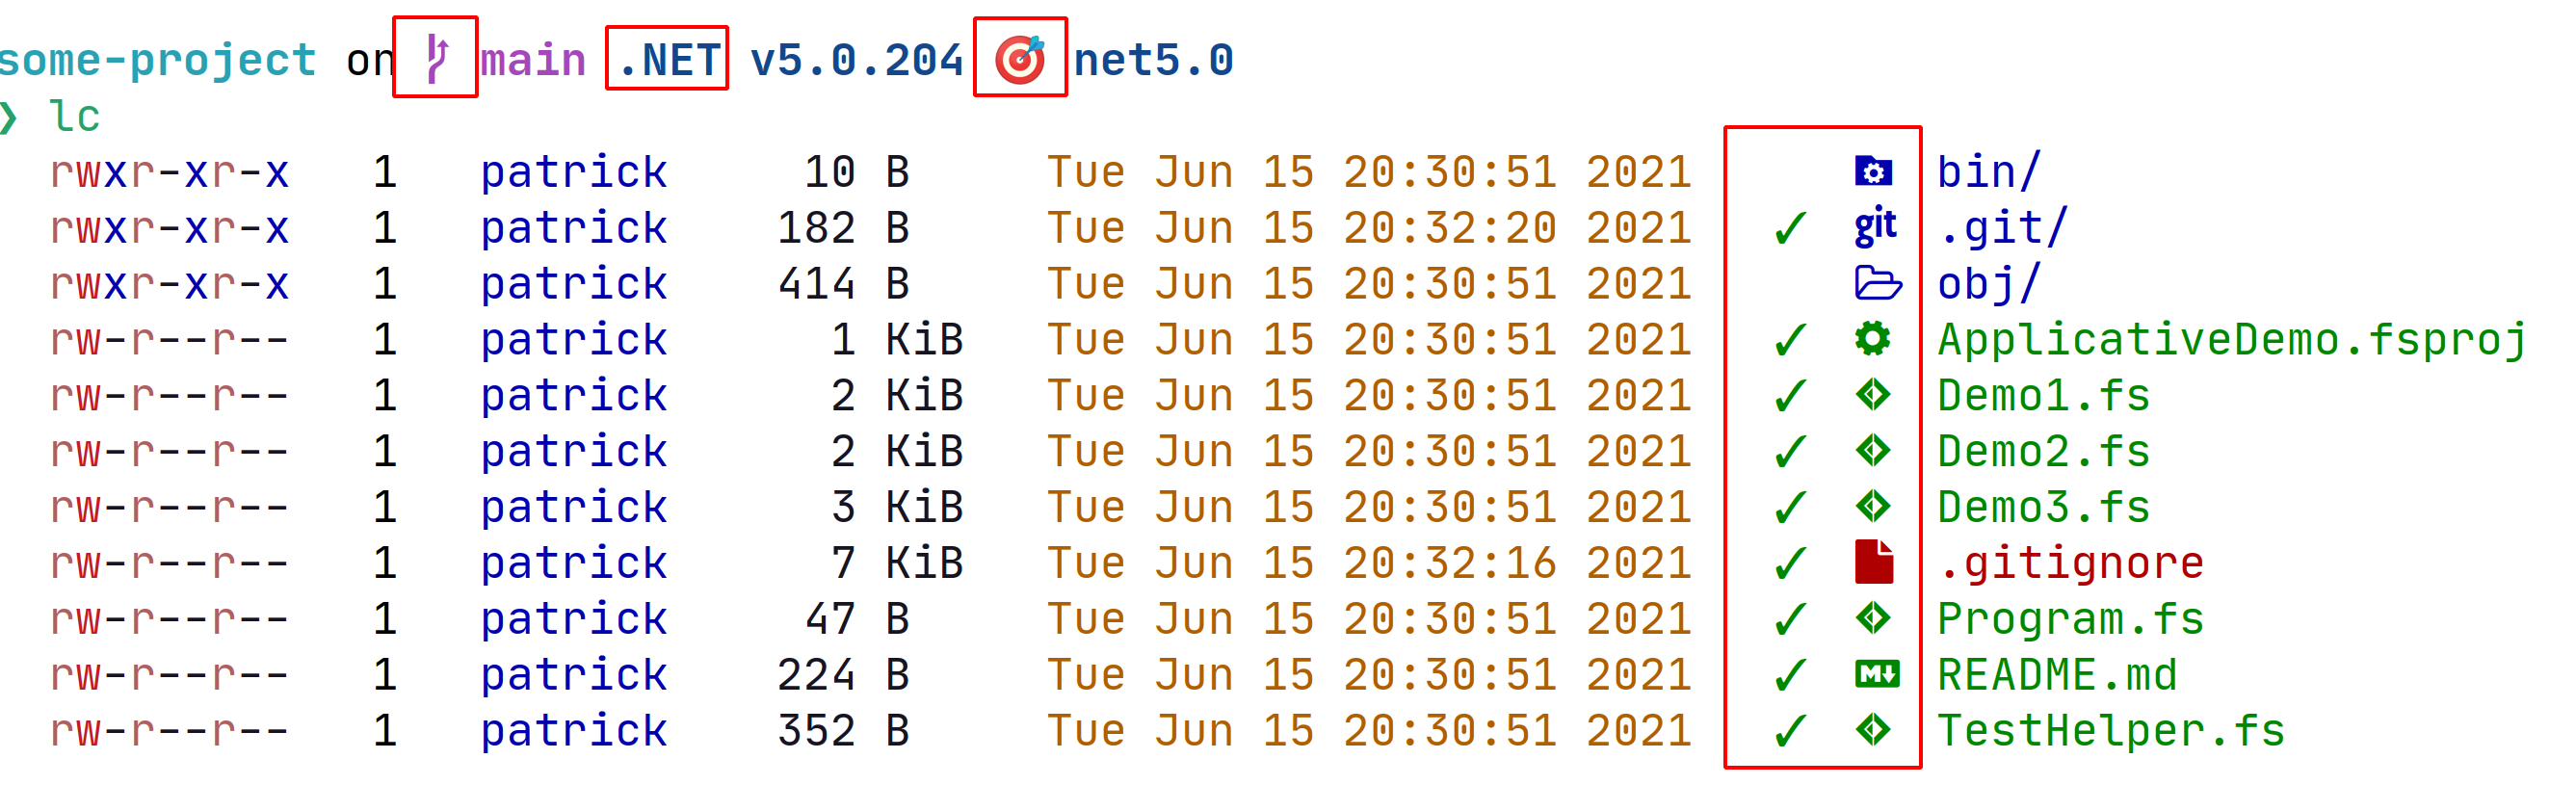 some-project on main .NET v5.0.204 🎯 net5.0
❯ lc
rwxr-xr-x 1 patrick 10 B Tue Jun 15 20:30:51 2021 bin/
rwxr-xr-x 1 patrick 182 B Tue Jun 15 20:32:20 2021 ✓ git .git/
rwxr-xr-x 1 patrick 414 B Tue Jun 15 20:30:51 2021 obj/
rw-r--r-- 1 patrick 1 KiB Tue Jun 15 20:30:51 2021 ✓ ApplicativeDemo.fsproj
rw-r--r-- 1 patrick 2 KiB Tue Jun 15 20:30:51 2021 ✓ Demo1.fs
rw-r--r-- 1 patrick 2 KiB Tue Jun 15 20:30:51 2021 ✓ Demo2.fs
rw-r--r-- 1 patrick 3 KiB Tue Jun 15 20:30:51 2021 ✓ Demo3.fs
rw-r--r-- 1 patrick 7 KiB Tue Jun 15 20:32:16 2021 ✓ .gitignore
rw-r--r-- 1 patrick 47 B Tue Jun 15 20:30:51 2021 ✓ Program.fs
rw-r--r-- 1 patrick 224 B Tue Jun 15 20:30:51 2021 ✓ M↓ README.md
rw-r--r-- 1 patrick 352 B Tue Jun 15 20:30:51 2021 ✓ TestHelper.fs